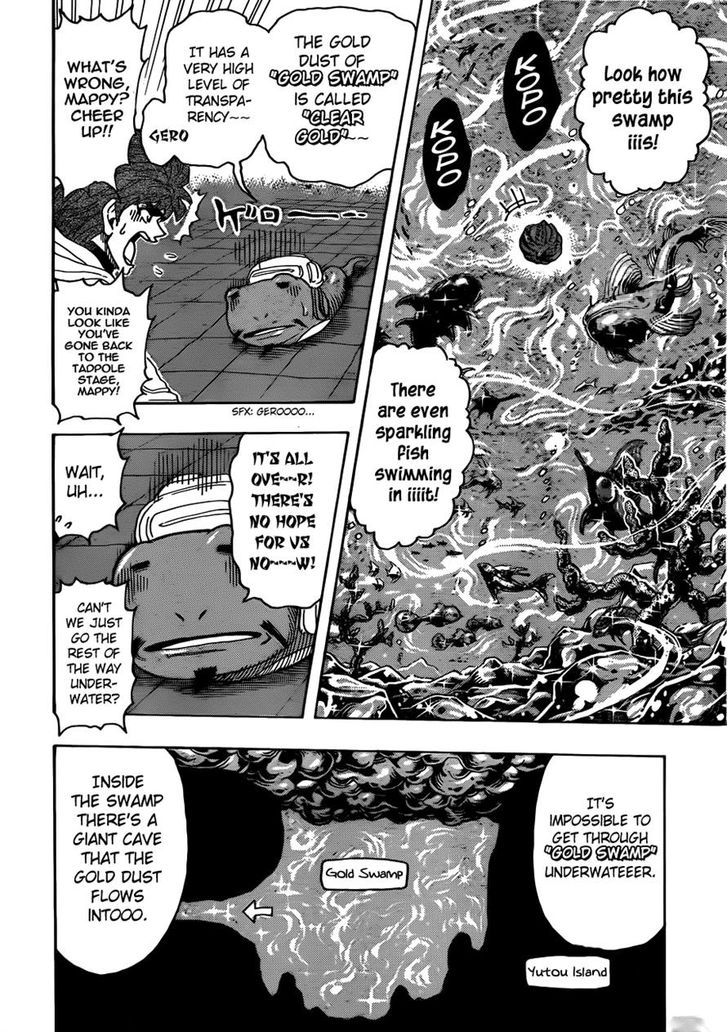 Look how
pretty this
swamp
iiis!
KOPO
KOPO
There
are even
sparkling
fish
swimming
in iiiit!
THE GOLD
DUST OF
"GOLD SWAMP"
IS CALLED
"CLEAR
GOLD"~~
IT HAS A
VERY HIGH
LEVEL OF
TRANSPA-
RENCY~~
GERO
WHAT'S
WRONG,
MAPPY?
CHEER
UP!!
ゲロー
YOU KINDA
LOOK LIKE
YOU'VE
GONE BACK
TO THE
TADPOLE
STAGE,
MAPPY!
SFX: GEROOOO...
IT'S ALL
OVE~~R!
THERE'S
NO HOPE
FOR US
NO~~~W!
WAIT,
UH...
CAN'T
WE JUST
GO THE
REST OF
THE WAY
UNDER-
WATER?
IT'S
IMPOSSIBLE TO
GET THROUGH
"GOLD SWAMP"
UNDERWATEEER.
Gold Swamp
Yutou Island
INSIDE
THE SWAMP
THERE'S A
GIANT CAVE
THAT THE
GOLD DUST
FLOWS
INTOOO.